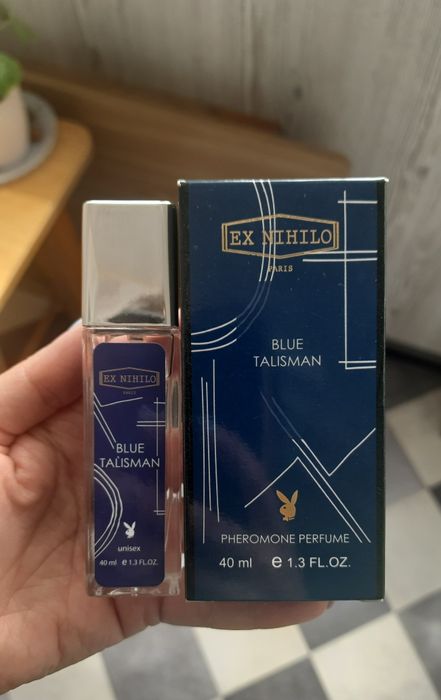 EX NIHILO
PARIS
BLUE
TALISMAN
unisex
40 ml e 1.3 FL.OZ.
EX NIHILO
PARIS
BLUE
TALISMAN
PHEROMONE PERFUME
40 ml e 1.3 FL.OZ.